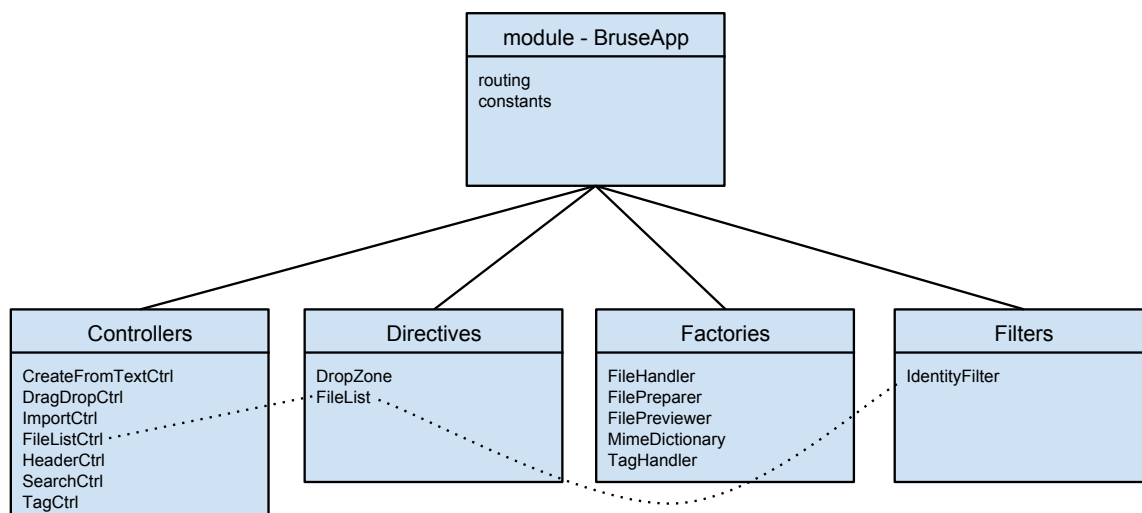 module - BruseApp
routing
constants
Controllers
CreateFromTextCtrl
DragDropCtrl
ImportCtrl
FileListCtrl
HeaderCtrl
SearchCtrl
TagCtrl
Directives
DropZone
FileList
Factories
FileHandler
FilePreparer
FilePreviewer
MimeDictionary
TagHandler
Filters
IdentityFilter